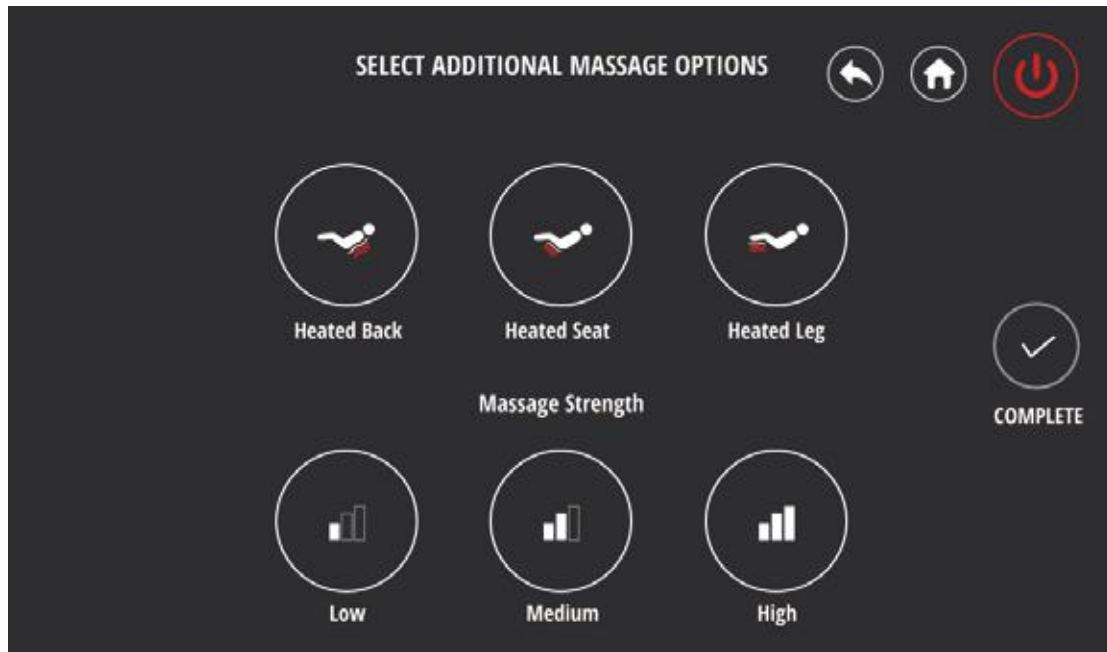 SELECT ADDITIONAL MASSAGE OPTIONS
Heated Back
Heated Seat
Heated Leg
Massage Strength
COMPLETE
Low
Medium
High